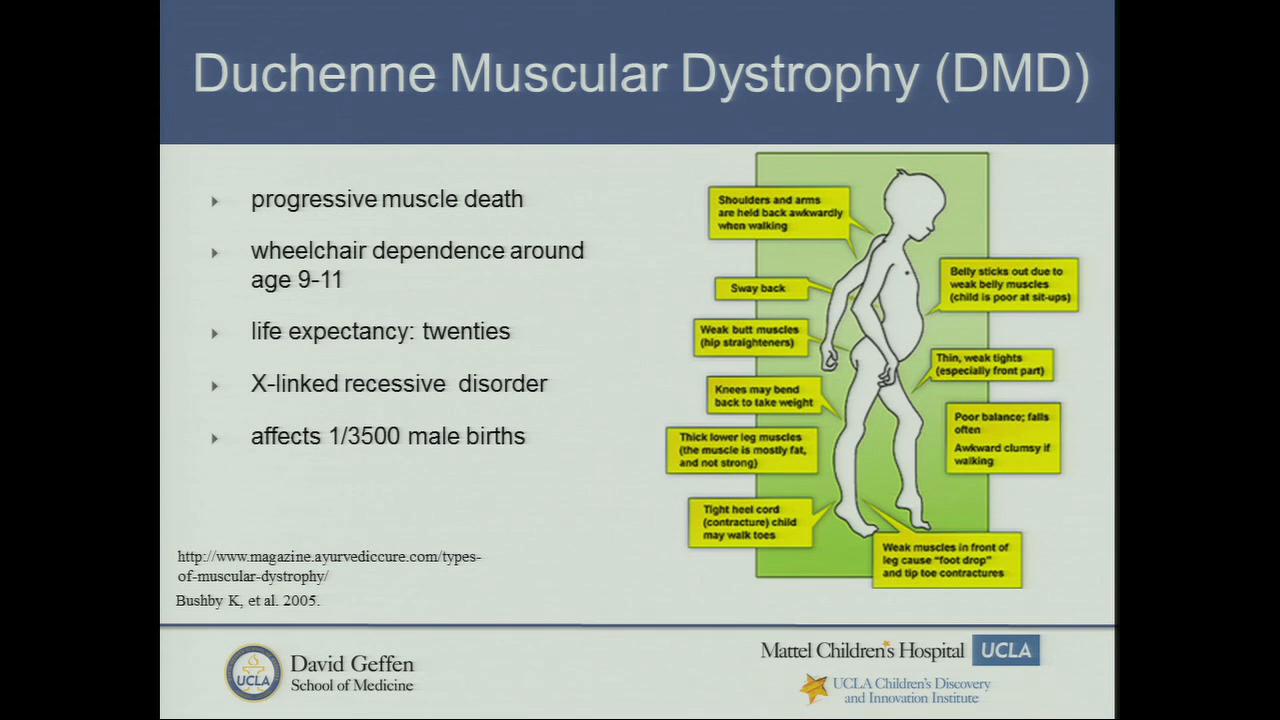 Duchenne Muscular Dystrophy (DMD)
progressive muscle death
wheelchair dependence around
age 9-11
life expectancy: twenties
X-linked recessive disorder
affects 1/3500 male births
http://www.magazine.ayurvediccure.com/types-
of-muscular-dystrophy/
Bushby K, et al. 2005.
Shoulders and arms
are held back awkwardly
when walking
Sway back
Weak butt muscles
(hip straighteners)
Knees may bend
back to take weight
Thick lower leg muscles
(the muscle is mostly fat,
and not strong)
Tight heel cord
(contracture) child
may walk toes
Belly sticks out due to
weak belly muscles
(child is poor at sit-ups)
Thin, weak tights
(especially front part)
Poor balance; falls
often
Awkward clumsy if
walking
Weak muscles in front of
leg cause "foot drop"
and tip toe contractures
UCLA
David Geffen
School of Medicine
Mattel Children's Hospital UCLA
UCLA Children's Discovery
and Innovation Institute